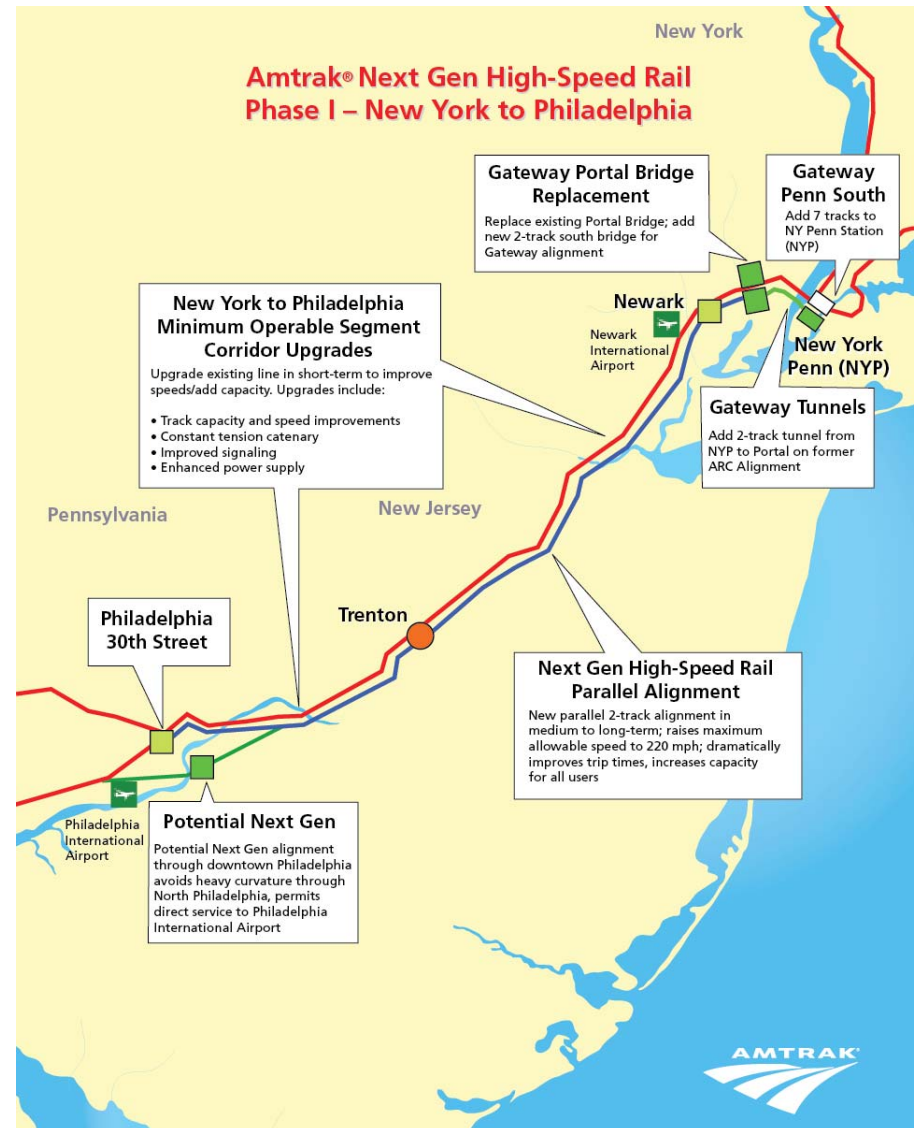 New York
Amtrak® Next Gen High-Speed Rail
Phase I – New York to Philadelphia
Gateway Portal Bridge
Replacement
Replace existing Portal Bridge; add
new 2-track south bridge for
Gateway alignment
Gateway
Penn South
Add 7 tracks to
NY Penn Station
(NYP)
New York to Philadelphia
Minimum Operable Segment
Corridor Upgrades
Upgrade existing line in short-term to improve
speeds/add capacity. Upgrades include:
• Track capacity and speed improvements
• Constant tension catenary
• Improved signaling
• Enhanced power supply
Newark
Newark
International
Airport
New York
Penn (NYP)
Gateway Tunnels
Add 2-track tunnel from
NYP to Portal on former
ARC Alignment
Pennsylvania
New Jersey
Philadelphia
30th Street
Trenton
Next Gen High-Speed Rail
Parallel Alignment
New parallel 2-track alignment in
medium to long-term; raises maximum
allowable speed to 220 mph; dramatically
improves trip times, increases capacity
for all users
Philadelphia
International
Airport
Potential Next Gen
Potential Next Gen alignment
through downtown Philadelphia
avoids heavy curvature through
North Philadelphia, permits
direct service to Philadelphia
International Airport
AMTRAK®